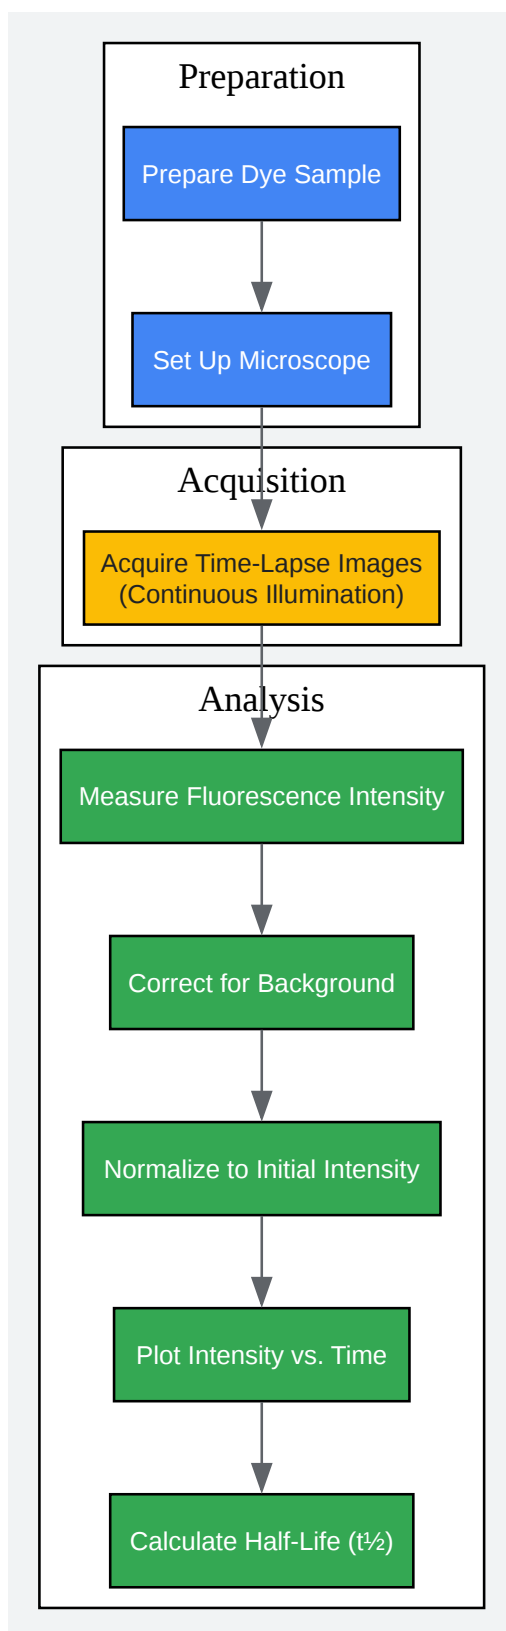 Preparation
Prepare Dye Sample
Set Up Microscope
Acquisition
Acquire Time-Lapse Images
(Continuous Illumination)
Analysis
Measure Fluorescence Intensity
Correct for Background
Normalize to Initial Intensity
Plot Intensity vs. Time
Calculate Half-Life (t½)